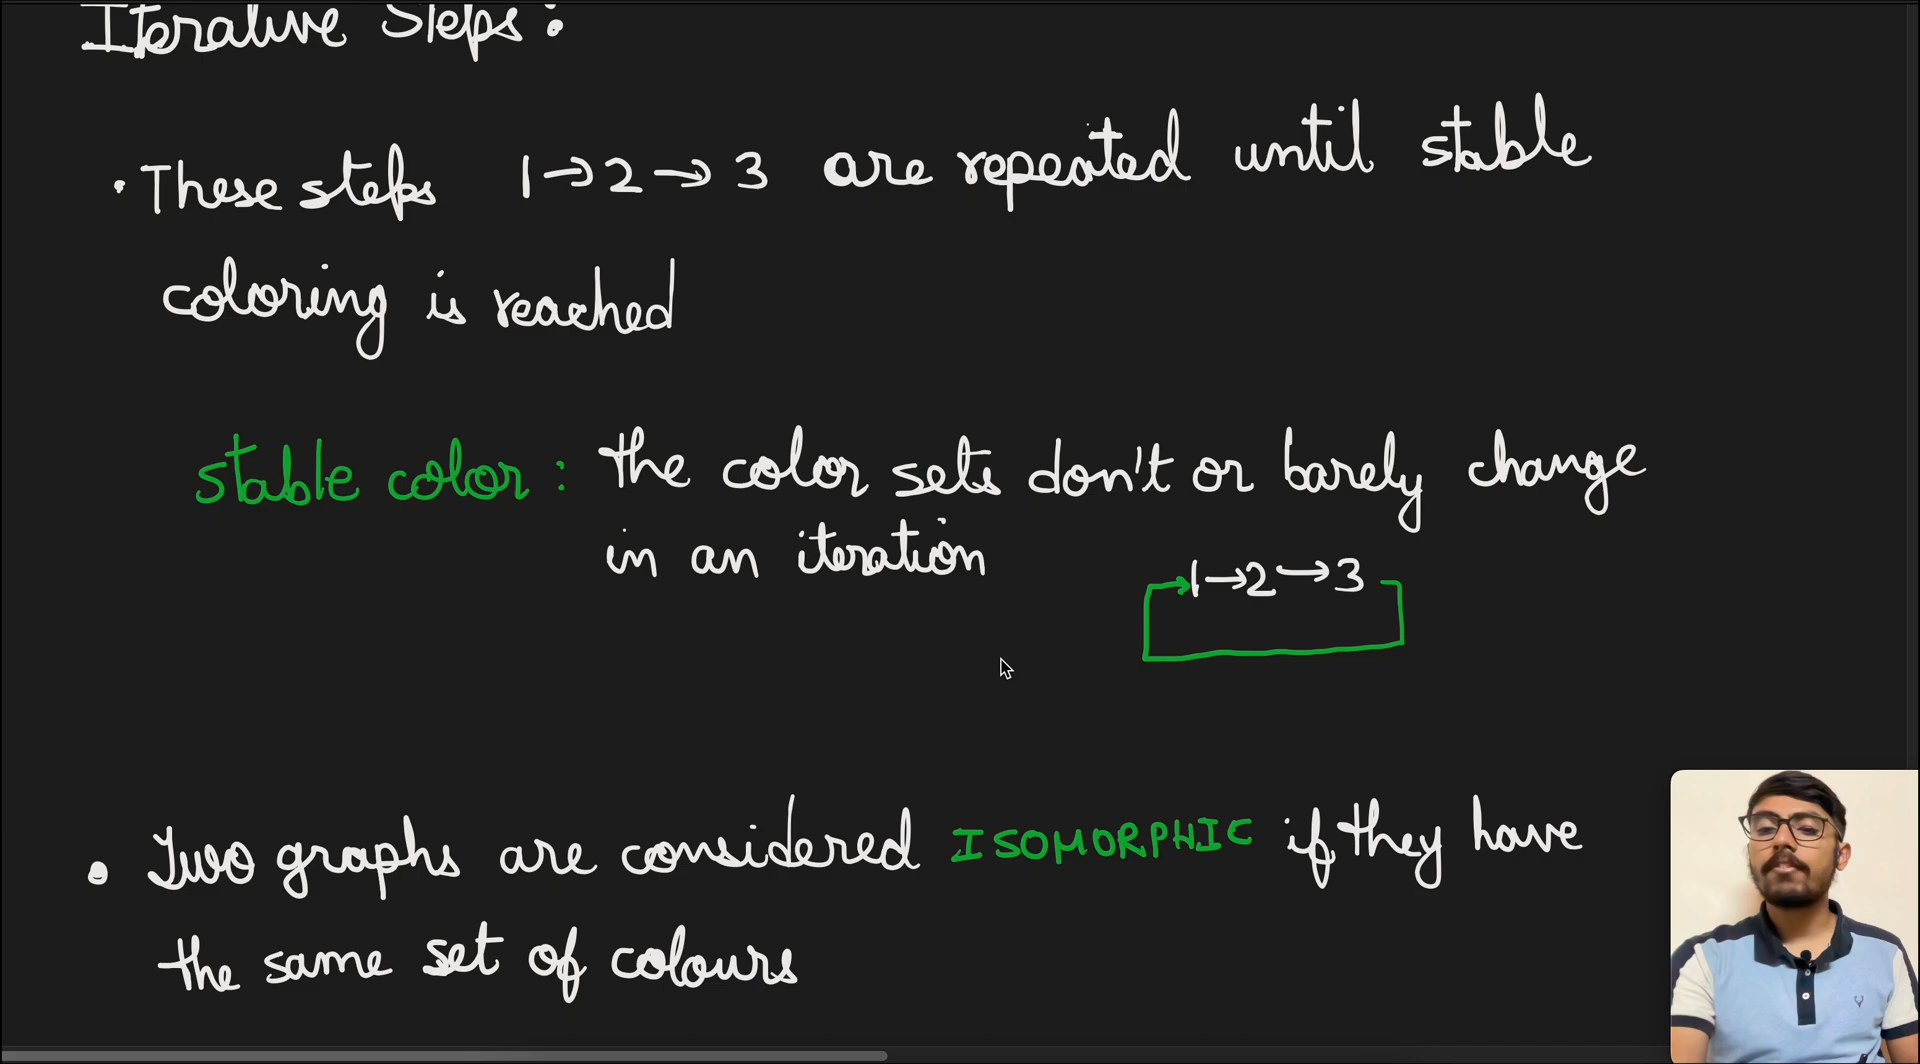 Iterative Steps:
• These steps 1→2→3 are repeated until stable
coloring is reached
stable color: the color sets don't or barely change
in an iteration
1→2→3
• Two graphs are considered ISOMORPHIC if they have
the same set of colours